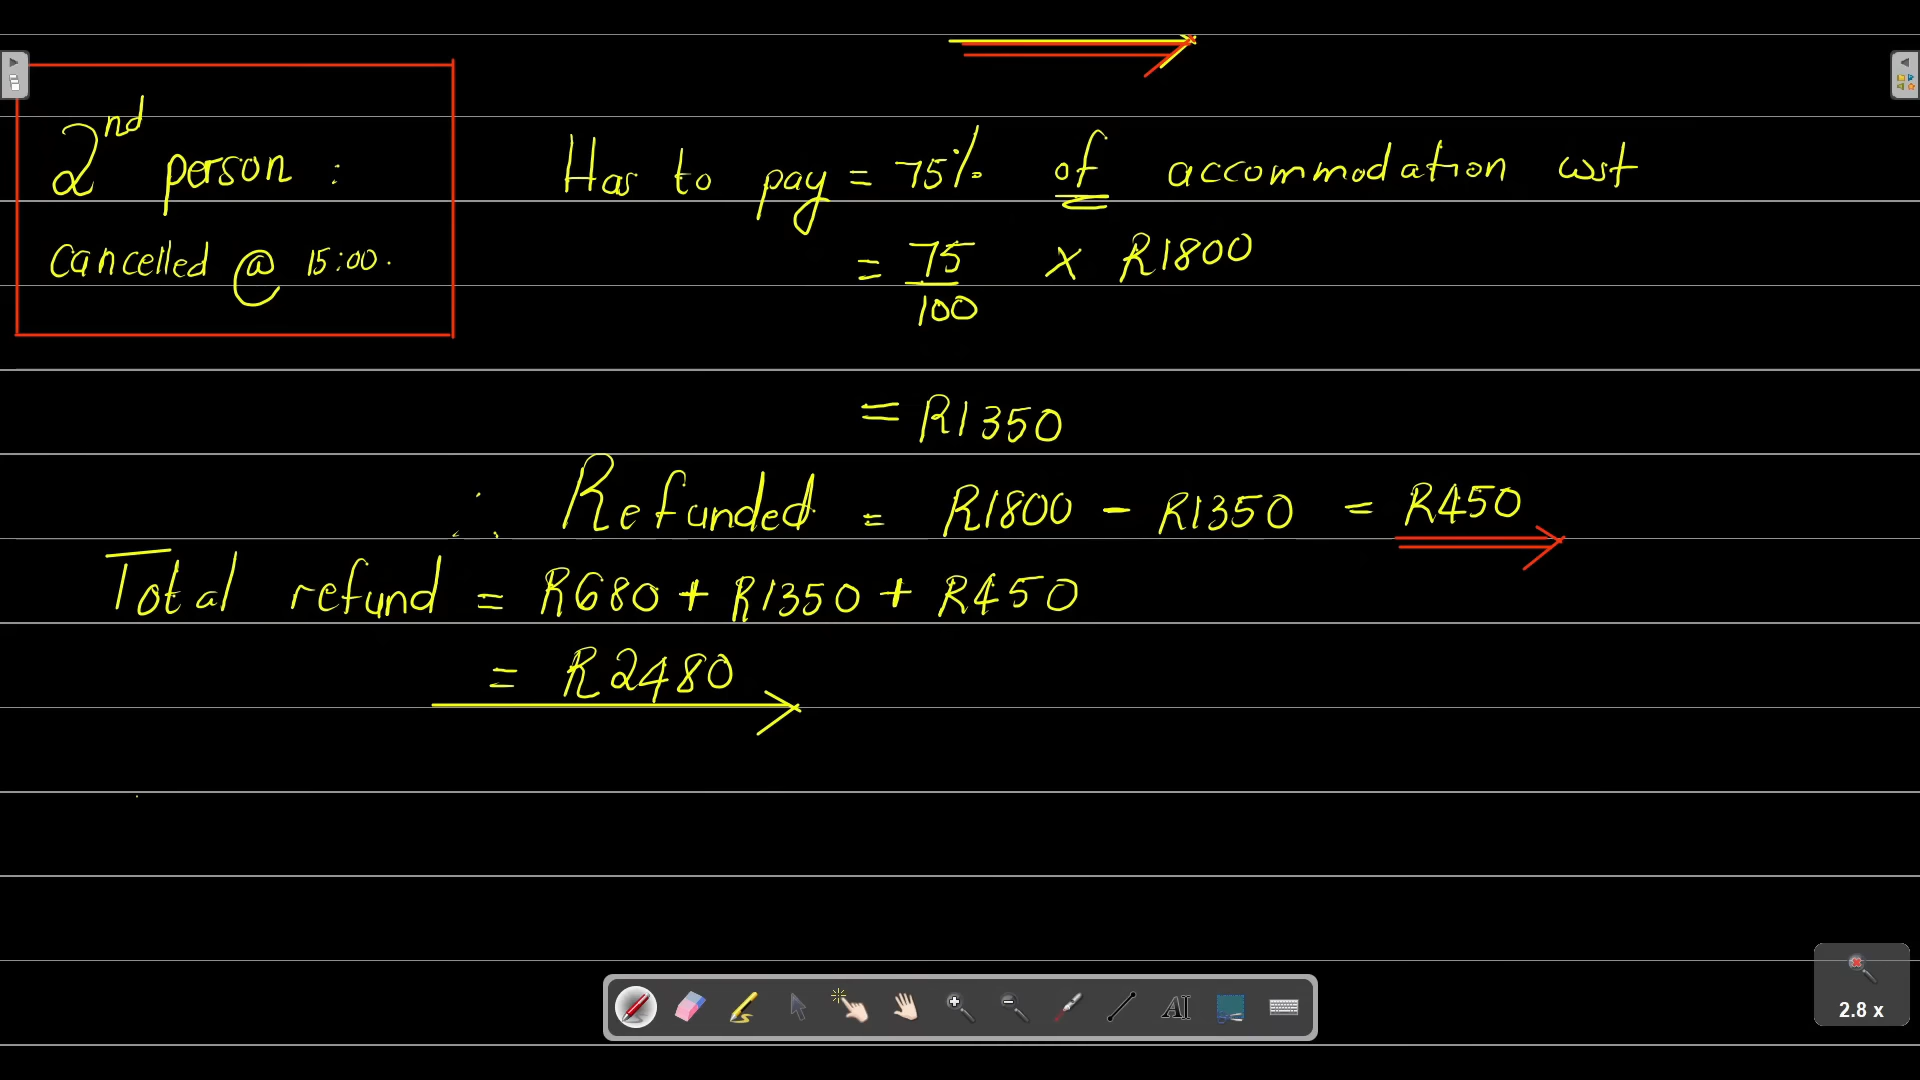 2nd person :
cancelled @ 15:00.
Has to pay = 75% of accommodation cost
= 75/100 × R1800
= R1350
∴ Refunded = R1800 - R1350 = R450
Total refund = R680 + R1350 + R450
= R2480
AI
2.8 x